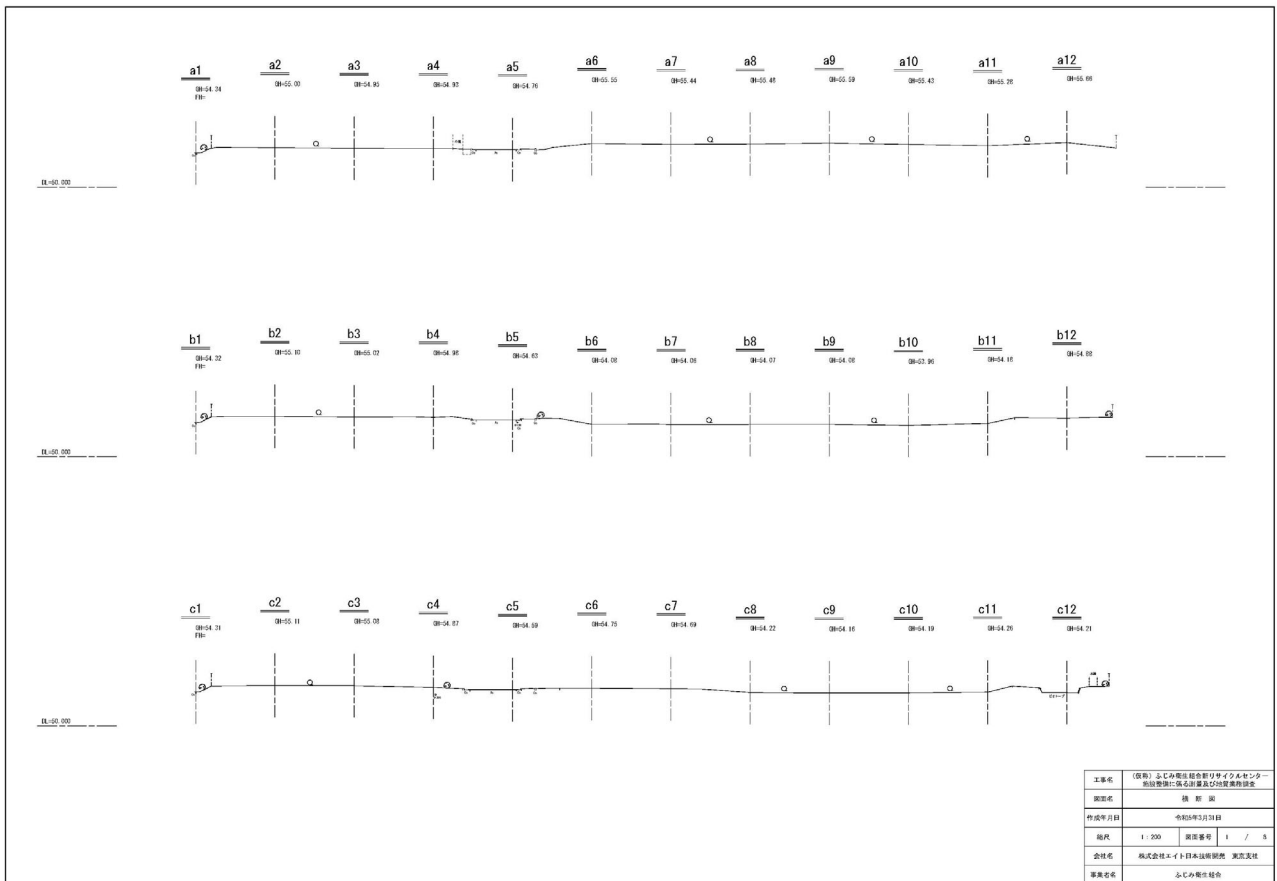 a1 a2 a3 a4 a5 a6 a7 a8 a9 a10 a11 a12
GH=54.34 GH=55.00 GH=54.95 GH=54.93 GH=54.76 GH=55.55 GH=55.44 GH=55.46 GH=55.59 GH=55.43 GH=55.26 GH=55.66
FH=
DL=50.000
b1 b2 b3 b4 b5 b6 b7 b8 b9 b10 b11 b12
GH=54.32 GH=55.10 GH=55.02 GH=54.98 GH=54.63 GH=54.08 GH=54.06 GH=54.07 GH=54.08 GH=53.96 GH=54.16 GH=54.88
FH=
DL=50.000
c1 c2 c3 c4 c5 c6 c7 c8 c9 c10 c11 c12
GH=54.31 GH=55.11 GH=55.08 GH=54.87 GH=54.69 GH=54.75 GH=54.69 GH=54.22 GH=54.16 GH=54.19 GH=54.26 GH=54.21
FH=
DL=50.000
工事名 (仮称)ふじみ衛生組合新リサイクルセンター
施設整備に係る測量及び地質業務調査
図面名 横断図
作成年月日 令和5年3月31日
縮尺 1:200 図面番号 1 / 5
会社名 株式会社エイト日本技術開発 東京支社
事業者名 ふじみ衛生組合